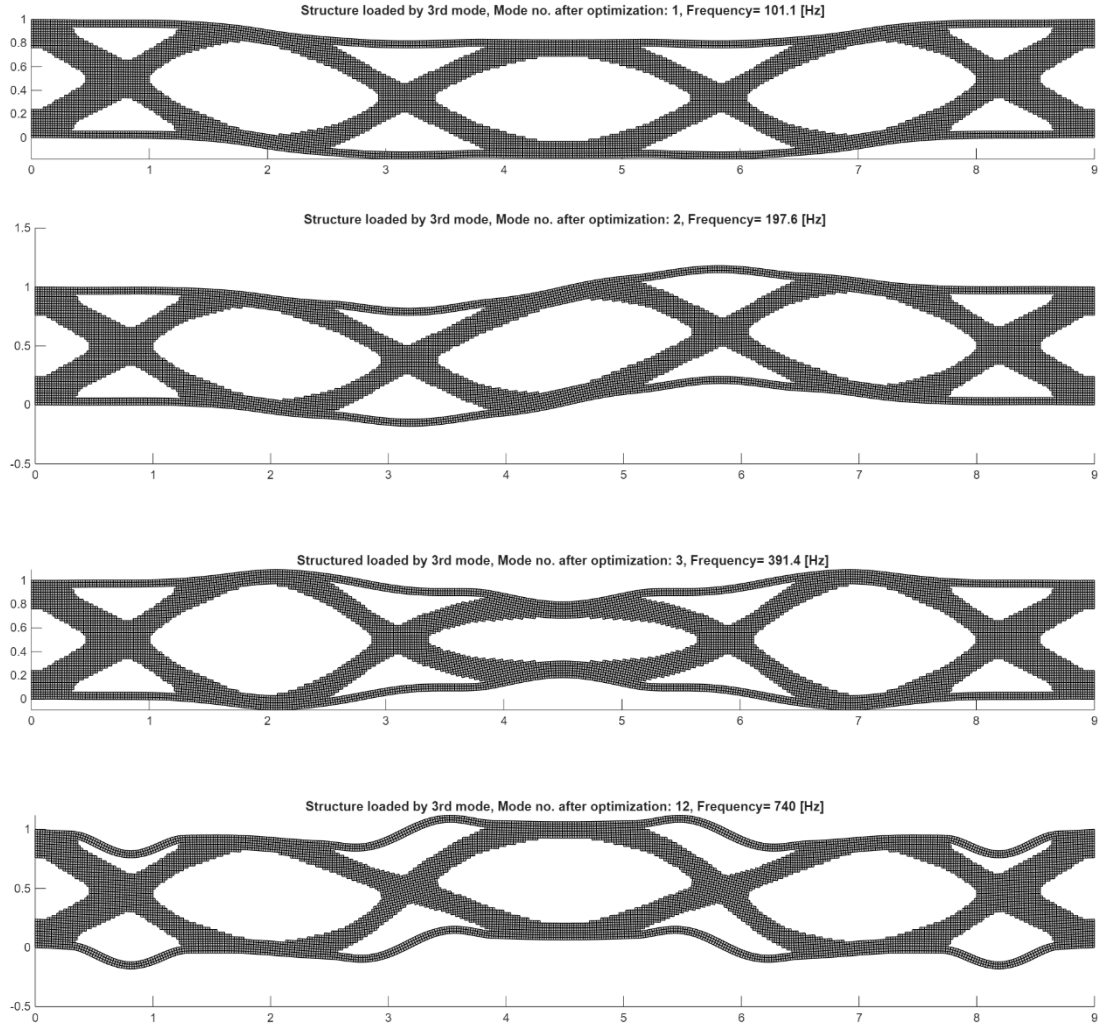 Structure loaded by 3rd mode, Mode no. after optimization: 1, Frequency= 101.1 [Hz]
1
0.8
0.6
0.4
0.2
0
0 1 2 3 4 5 6 7 8 9
Structure loaded by 3rd mode, Mode no. after optimization: 2, Frequency= 197.6 [Hz]
1.5
1
0.5
0
-0.5
0 1 2 3 4 5 6 7 8 9
Structured loaded by 3rd mode, Mode no. after optimization: 3, Frequency= 391.4 [Hz]
1
0.8
0.6
0.4
0.2
0
0 1 2 3 4 5 6 7 8 9
Structure loaded by 3rd mode, Mode no. after optimization: 12, Frequency= 740 [Hz]
1
0.5
0
-0.5
0 1 2 3 4 5 6 7 8 9